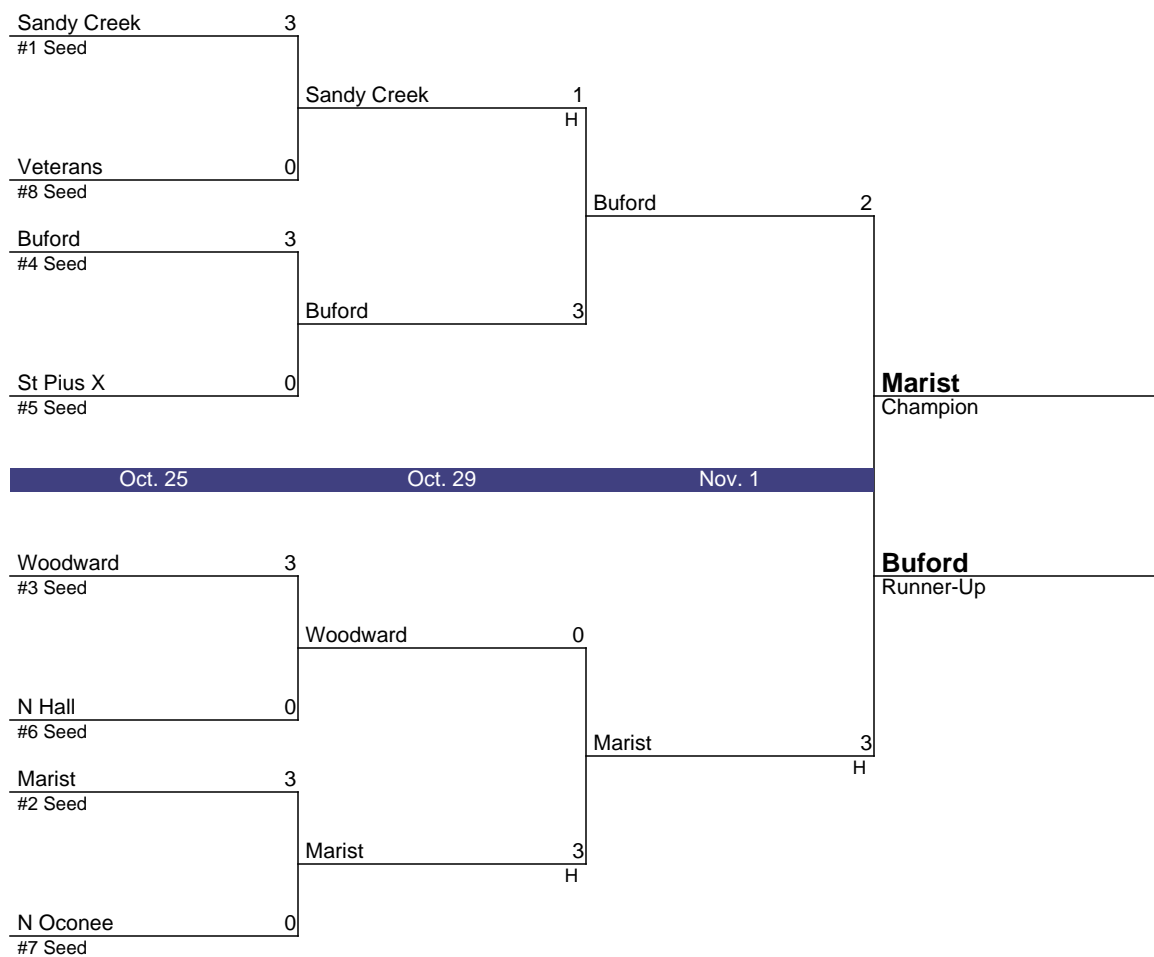 Sandy Creek 3
#1 Seed
Sandy Creek 1
H
Veterans 0
#8 Seed
Buford 2
Buford 3
#4 Seed
Buford 3
St Pius X 0
#5 Seed
Marist
Champion
Oct. 25 Oct. 29 Nov. 1
Woodward 3
#3 Seed
Buford
Runner-Up
Woodward 0
N Hall 0
#6 Seed
Marist 3
H
Marist 3
#2 Seed
Marist 3
H
N Oconee 0
#7 Seed